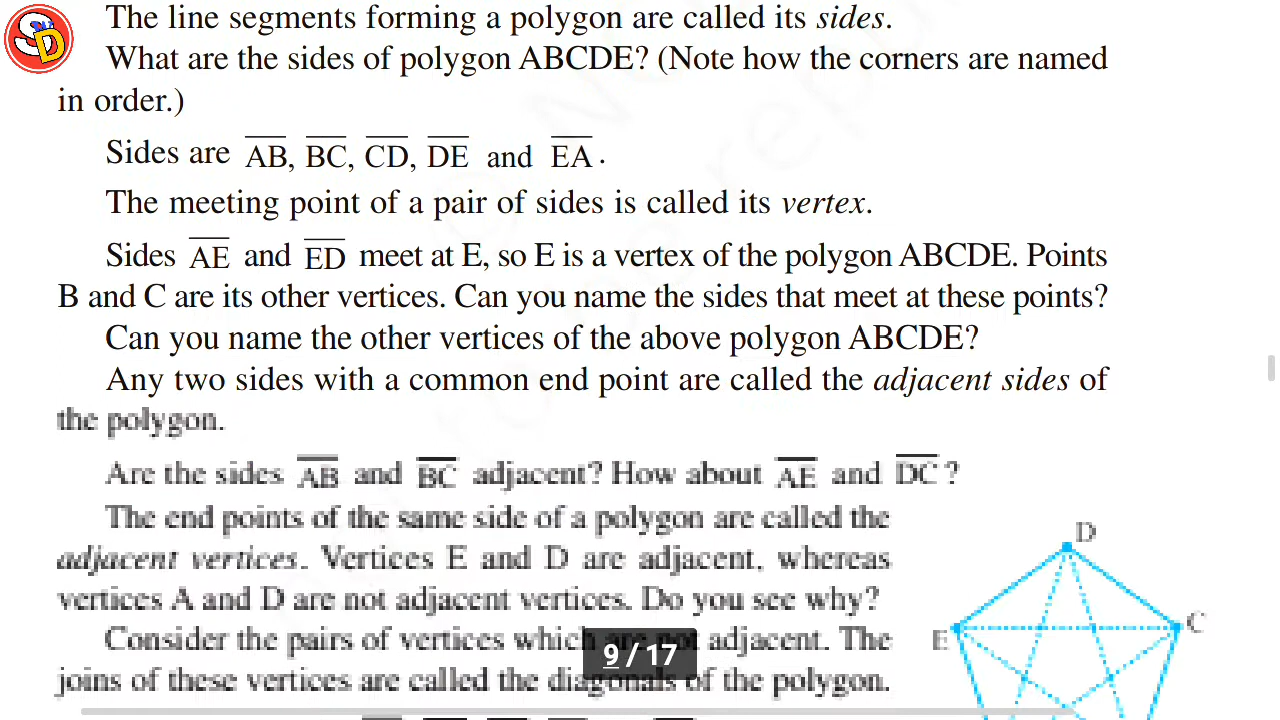 The line segments forming a polygon are called its sides.
What are the sides of polygon ABCDE? (Note how the corners are named
in order.)
Sides are AB, BC, CD, DE and EA.
The meeting point of a pair of sides is called its vertex.
Sides AE and ED meet at E, so E is a vertex of the polygon ABCDE. Points
B and C are its other vertices. Can you name the sides that meet at these points?
Can you name the other vertices of the above polygon ABCDE?
Any two sides with a common end point are called the adjacent sides of
the polygon.
Are the sides AB and BC adjacent? How about AE and DC?
The end points of the same side of a polygon are called the
adjacent vertices. Vertices E and D are adjacent, whereas
vertices A and D are not adjacent vertices. Do you see why?
Consider the pairs of vertices which are not adjacent. The
joins of these vertices are called the diagonals of the polygon.
D
C
E
9 / 17
SD